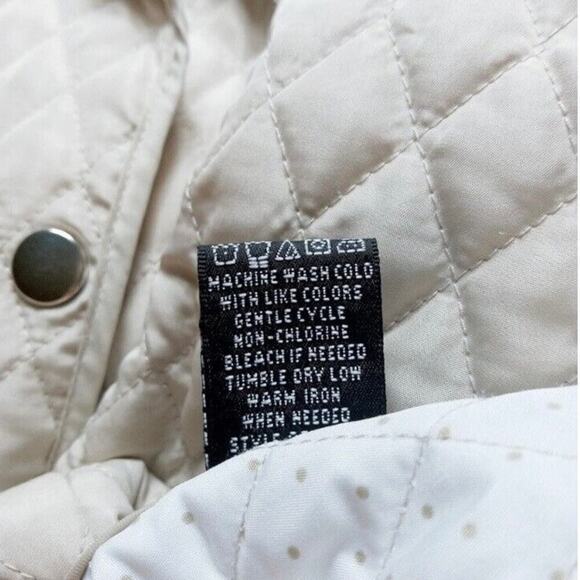 MACHINE WASH COLD
WITH LIKE COLORS
GENTLE CYCLE
NON-CHLORINE
BLEACH IF NEEDED
TUMBLE DRY LOW
WARM IRON
WHEN NEEDED
STYLE